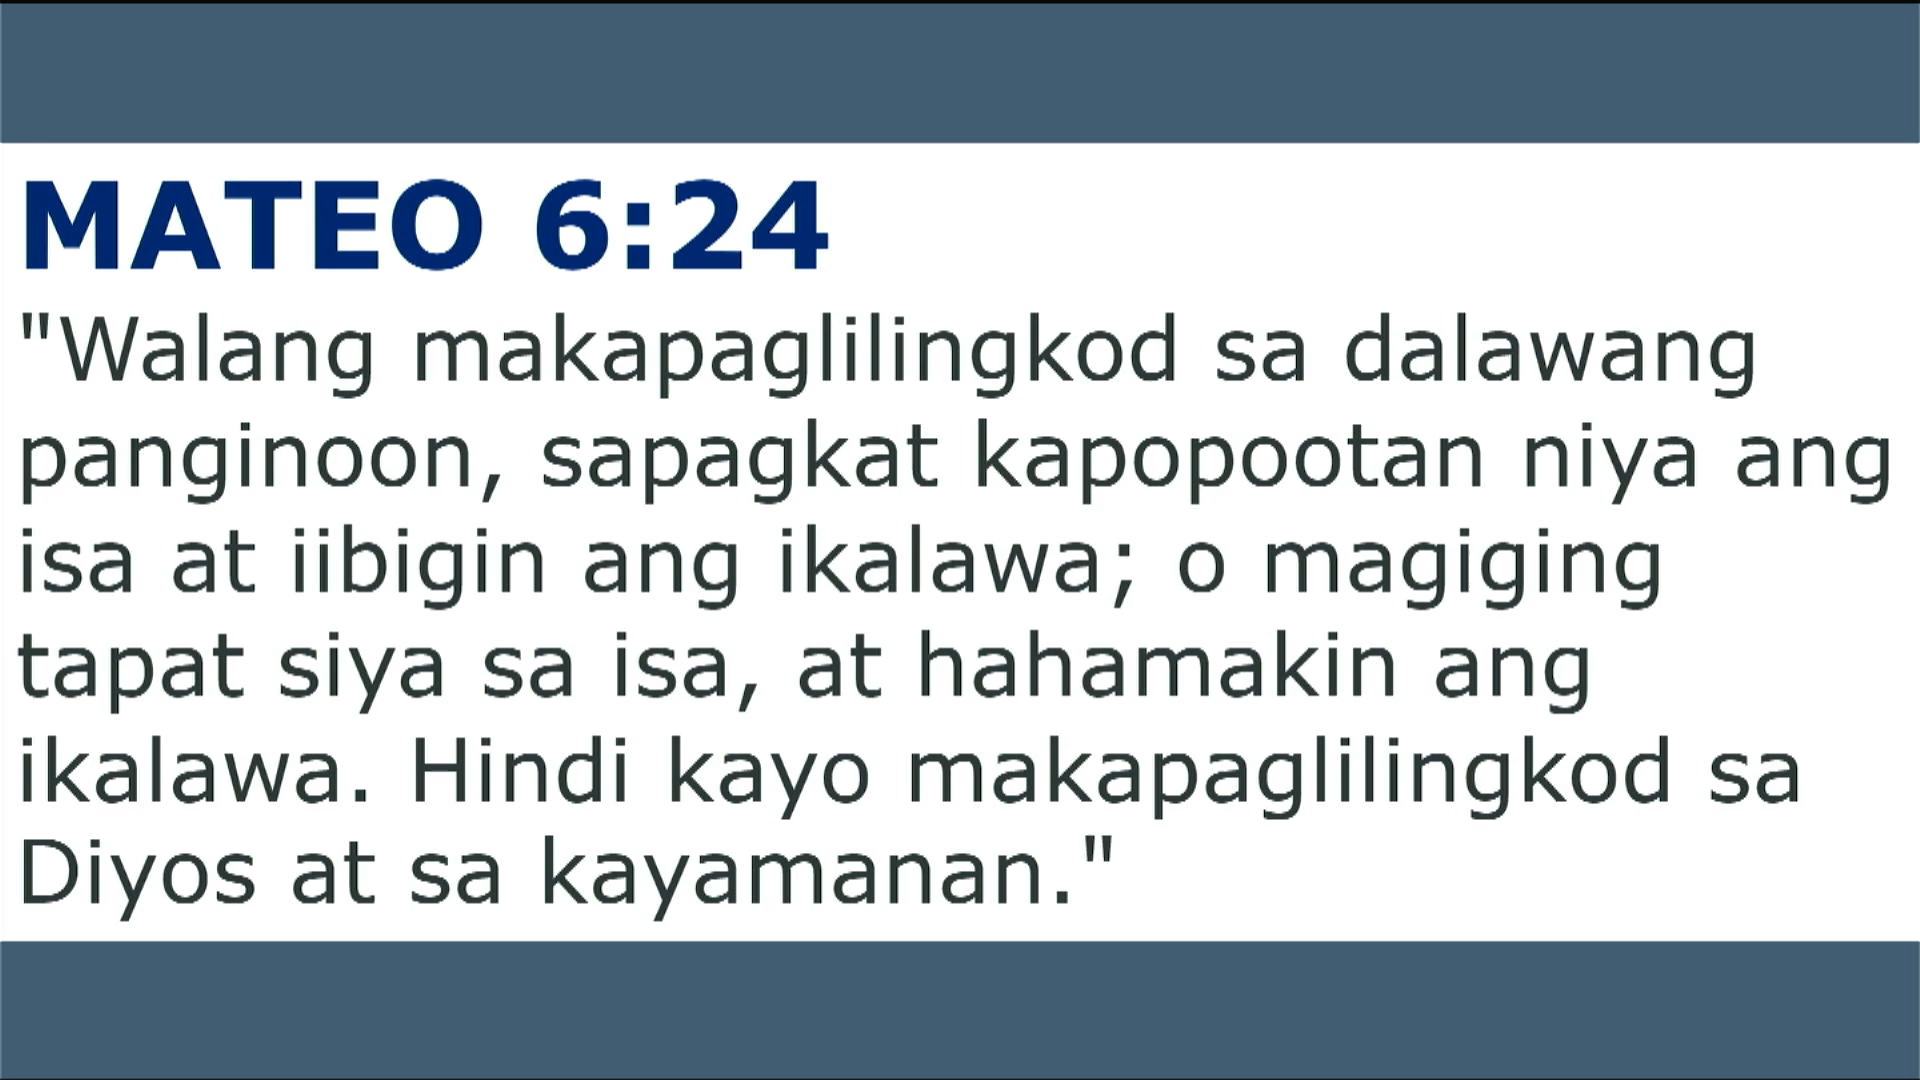 MATEO 6:24
"Walang makapaglilingkod sa dalawang
panginoon, sapagkat kapopootan niya ang
isa at iibigin ang ikalawa; o magiging
tapat siya sa isa, at hahamakin ang
ikalawa. Hindi kayo makapaglilingkod sa
Diyos at sa kayamanan."